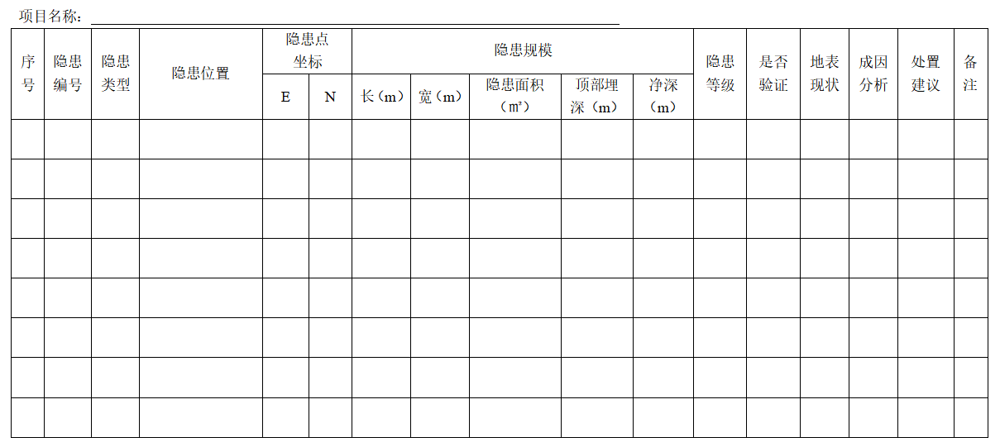 项目名称：
序号
隐患编号
隐患类型
隐患位置
隐患点坐标
隐患规模
隐患等级
是否验证
地表现状
成因分析
处置建议
备注
E
N
长（m）
宽（m）
隐患面积（㎡）
顶部埋深（m）
净深（m）